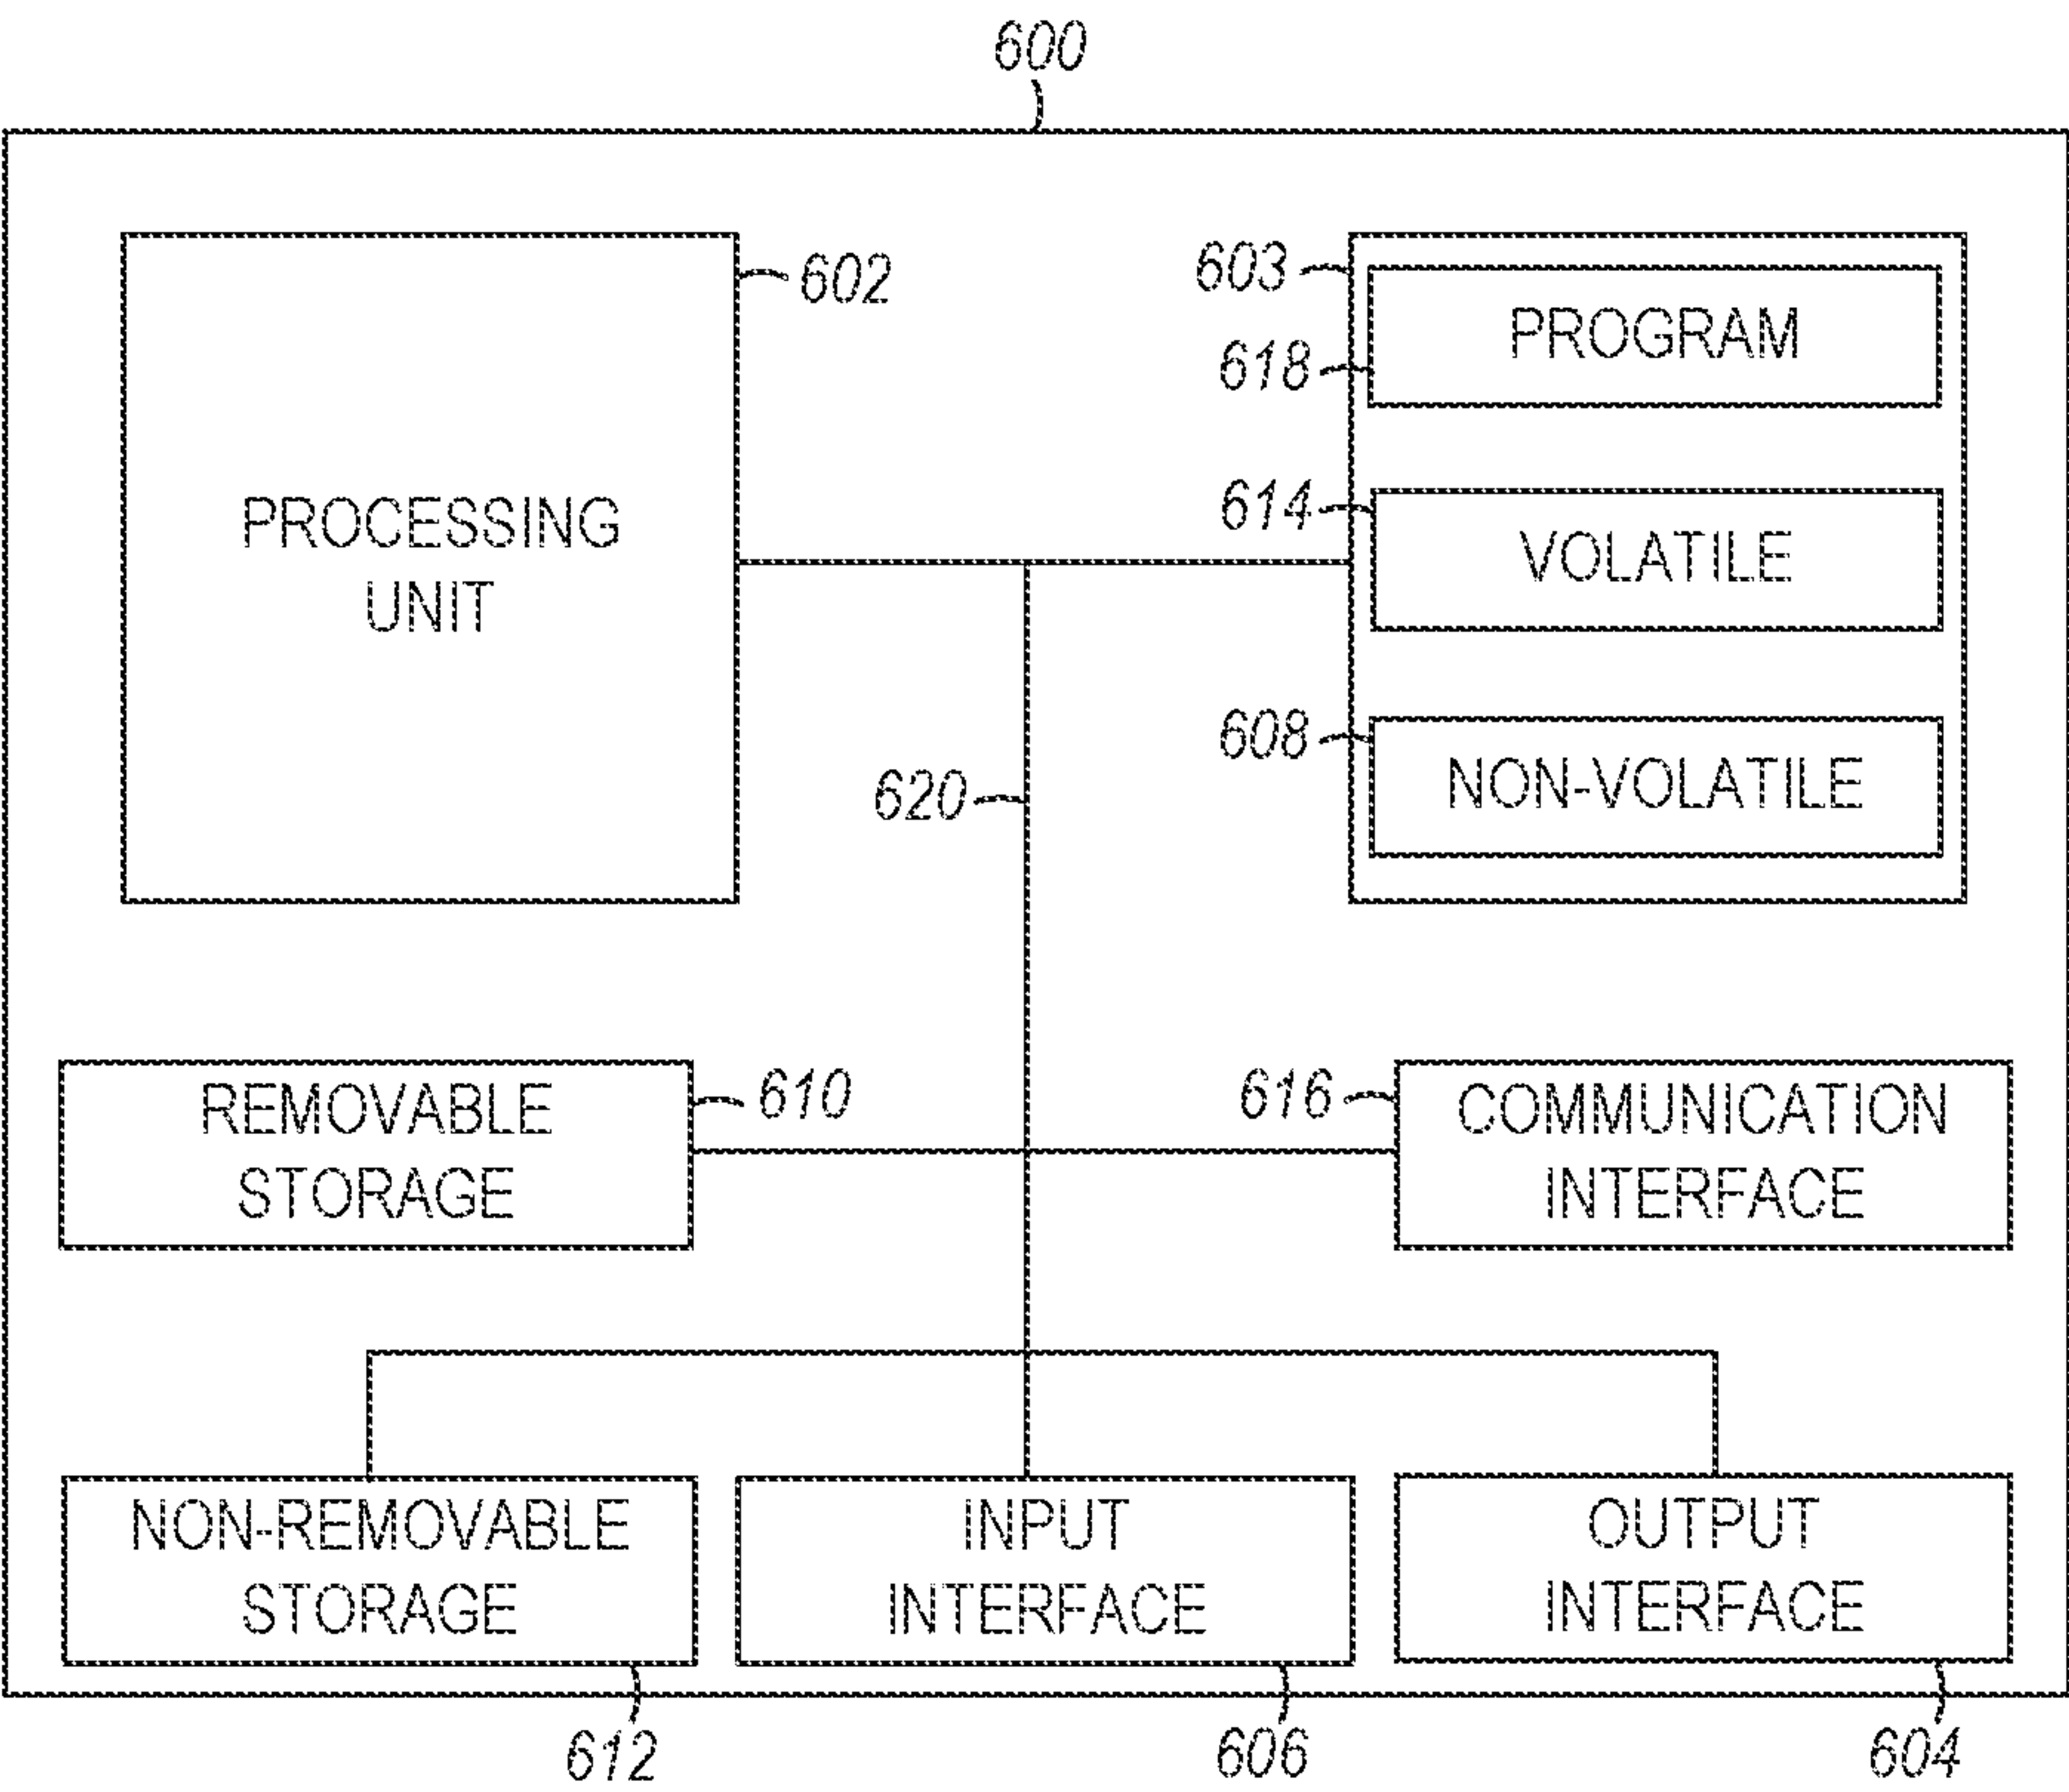 600
602
603
PROGRAM
618
PROCESSING
UNIT
614
VOLATILE
608
NON-VOLATILE
620
REMOVABLE
STORAGE
610
616
COMMUNICATION
INTERFACE
NON-REMOVABLE
STORAGE
INPUT
INTERFACE
OUTPUT
INTERFACE
612
606
604